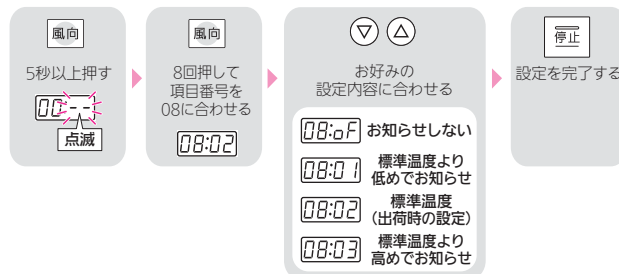 風向
5秒以上押す
00:--
点滅
風向
8回押して
項目番号を
08に合わせる
08:02
お好みの
設定内容に合わせる
08:oF お知らせしない
08:01 標準温度より
低めでお知らせ
08:02 標準温度
(出荷時の設定)
08:03 標準温度より
高めでお知らせ
停止
設定を完了する